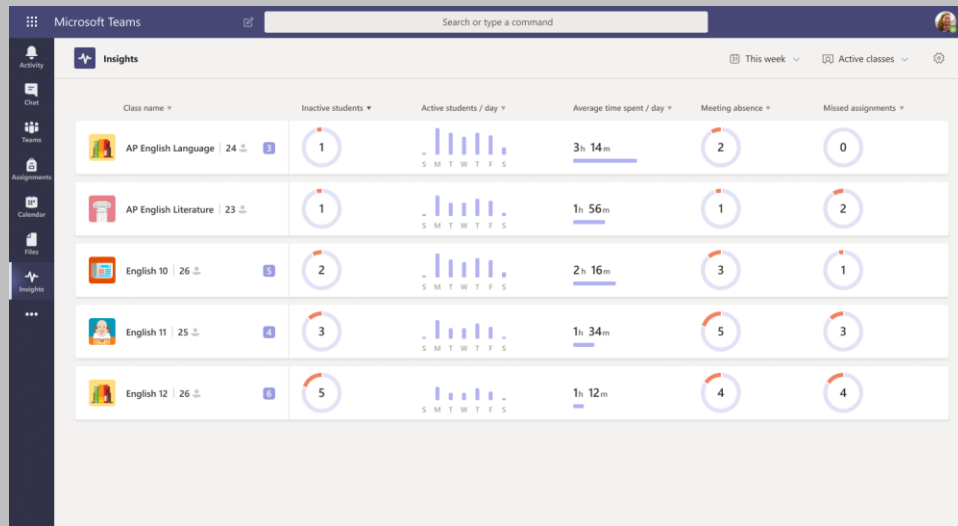 Microsoft Teams
Search or type a command
Activity
Chat
Teams
Assignments
Calendar
Files
Insights
Insights
This week
Active classes
Class name
Inactive students
Active students / day
Average time spent / day
Meeting absence
Missed assignments
AP English Language | 24
3
1
S M T W T F S
3h 14m
2
0
AP English Literature | 23
1
S M T W T F S
1h 56m
1
2
English 10 | 26
5
2
S M T W T F S
2h 16m
3
1
English 11 | 25
4
3
S M T W T F S
1h 34m
5
3
English 12 | 26
6
5
S M T W T F S
1h 12m
4
4